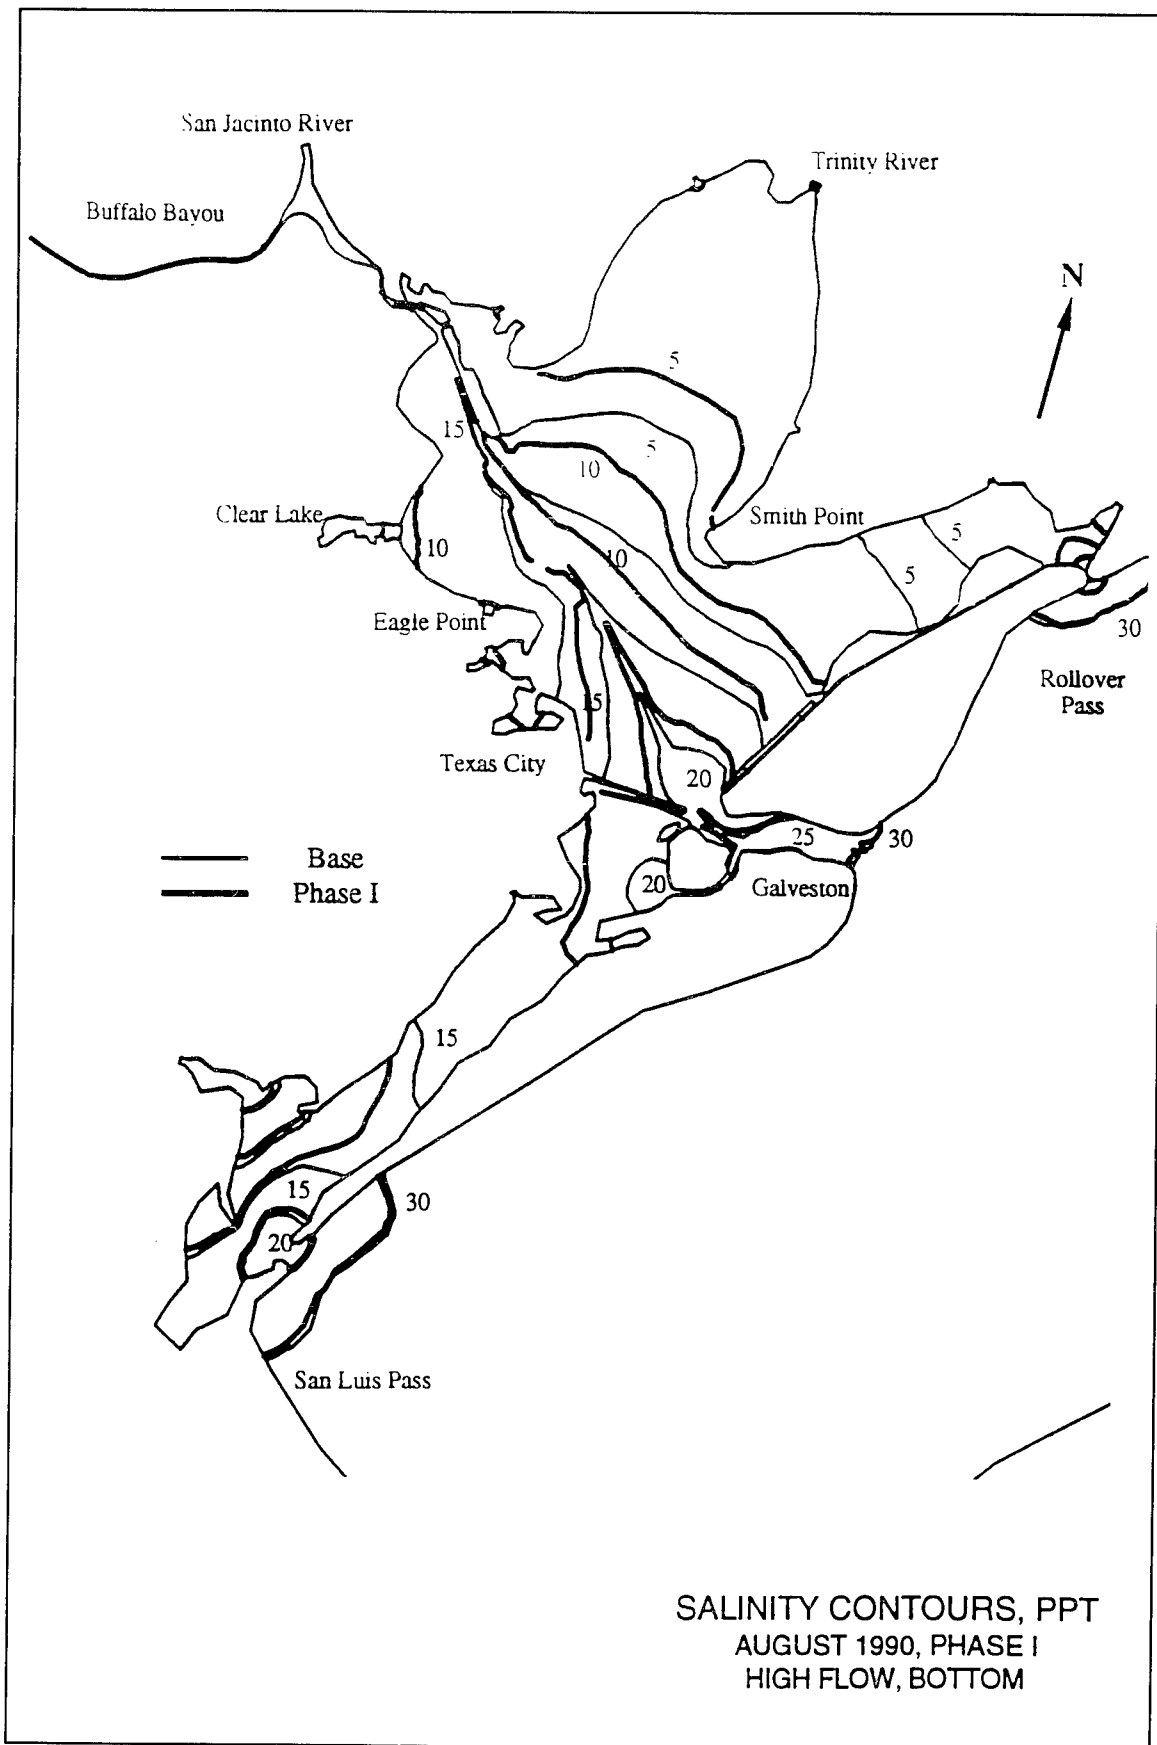 San Jacinto River
Trinity River
Buffalo Bayou
N
5
15
5
10
Clear Lake
Smith Point
5
10
10
5
Eagle Point
30
Rollover
Pass
15
Texas City
20
25
30
Base
Phase I
20
Galveston
15
15
30
20
San Luis Pass
SALINITY CONTOURS, PPT
AUGUST 1990, PHASE I
HIGH FLOW, BOTTOM